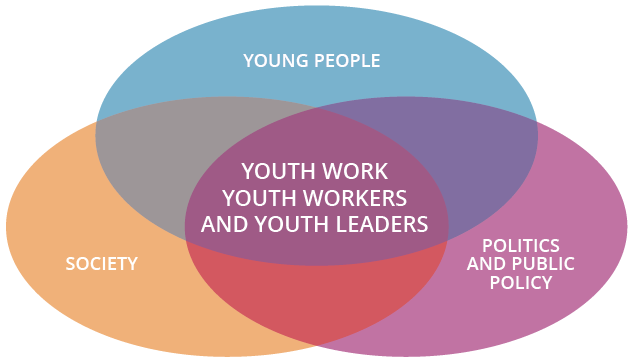 YOUNG PEOPLE
YOUTH WORK
YOUTH WORKERS
AND YOUTH LEADERS
SOCIETY
POLITICS
AND PUBLIC
POLICY